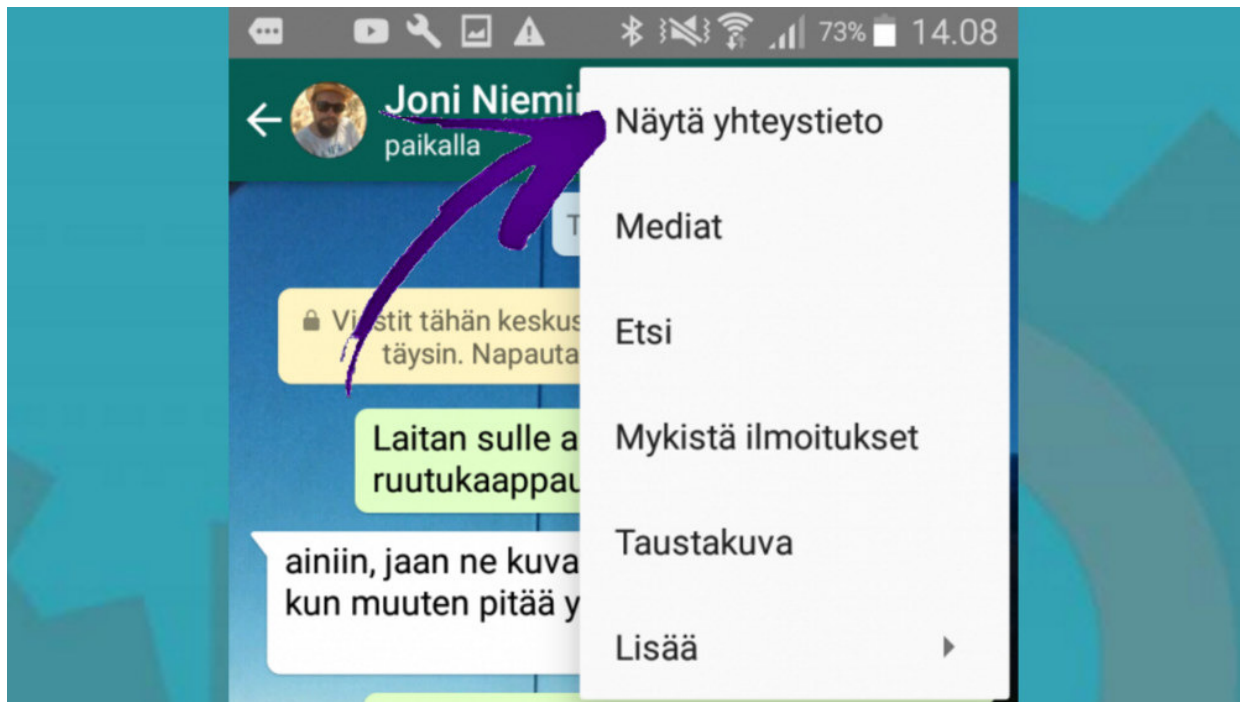 73% 14.08
Joni Niemi
paikalla
Näytä yhteystieto
Mediat
Etsi
Mykistä ilmoitukset
Taustakuva
Lisää
tähän
täysin. Napauta
Laitan sulle
ainiin, jaan ne kuva
kun muuten pitää